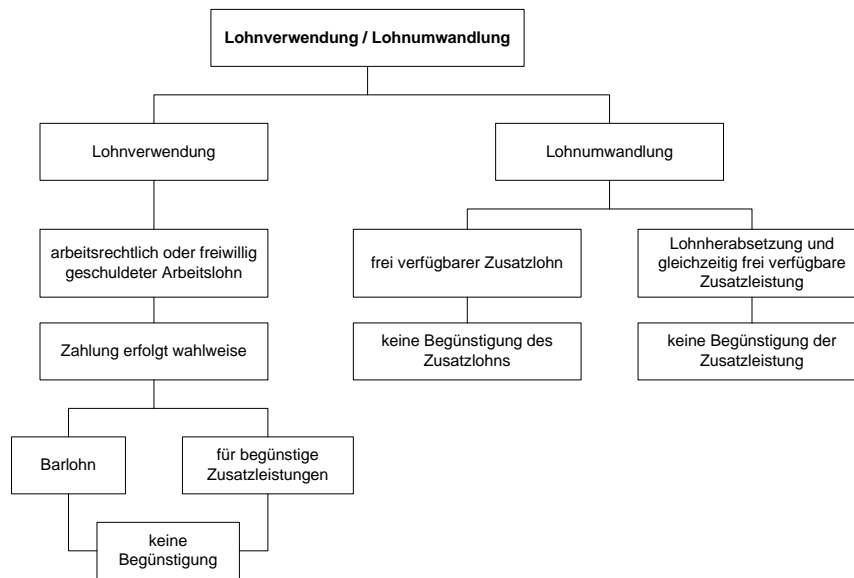 Lohnverwendung / Lohnumwandlung
Lohnverwendung
Lohnumwandlung
arbeitsrechtlich oder freiwillig
geschuldeter Arbeitslohn
frei verfügbarer Zusatzlohn
Lohnherabsetzung und
gleichzeitig frei verfügbare
Zusatzleistung
Zahlung erfolgt wahlweise
keine Begünstigung des
Zusatzlohns
keine Begünstigung der
Zusatzleistung
Barlohn
für begünstige
Zusatzleistungen
keine
Begünstigung